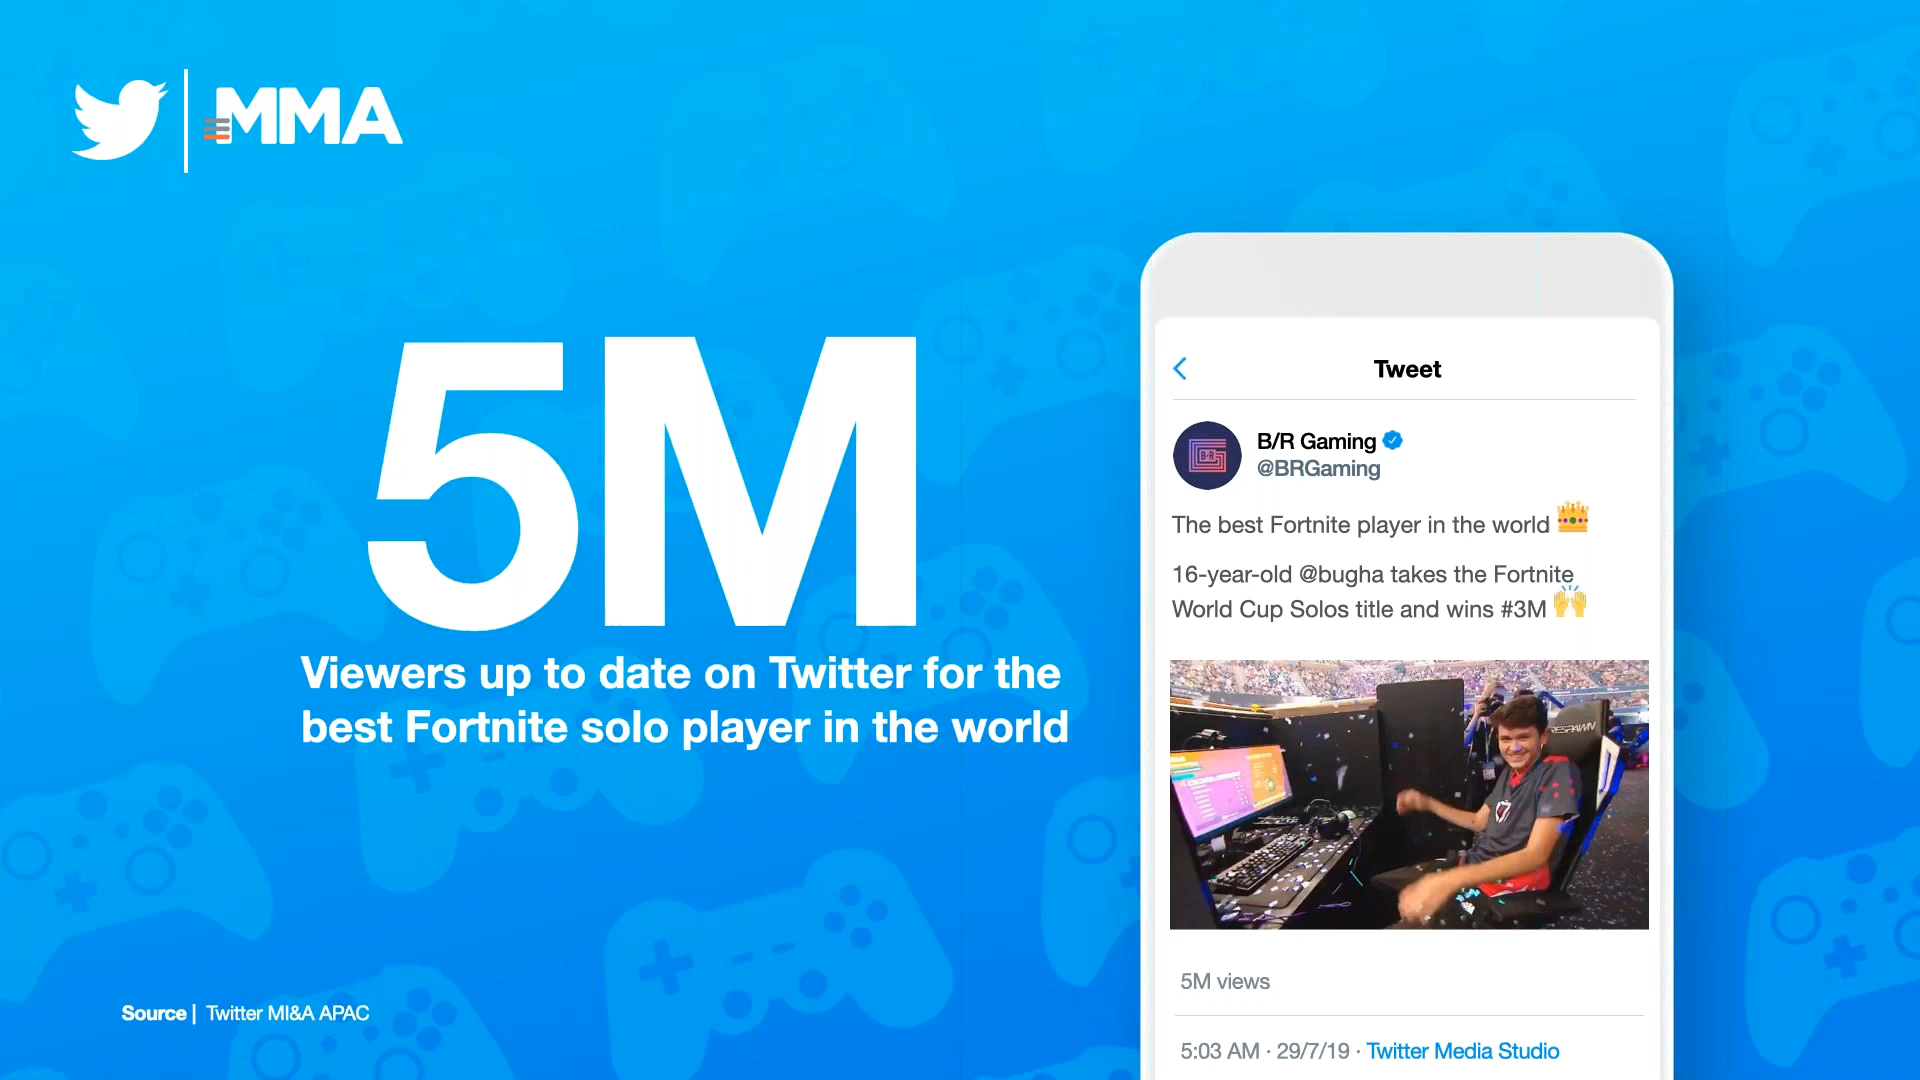 MMA
5M
Viewers up to date on Twitter for the
best Fortnite solo player in the world
Source | Twitter MI&A APAC
Tweet
B/R Gaming
@BRGaming
The best Fortnite player in the world 👑
16-year-old @bugha takes the Fortnite
World Cup Solos title and wins #3M 🙌
RESPAWN
5M views
5:03 AM · 29/7/19 · Twitter Media Studio